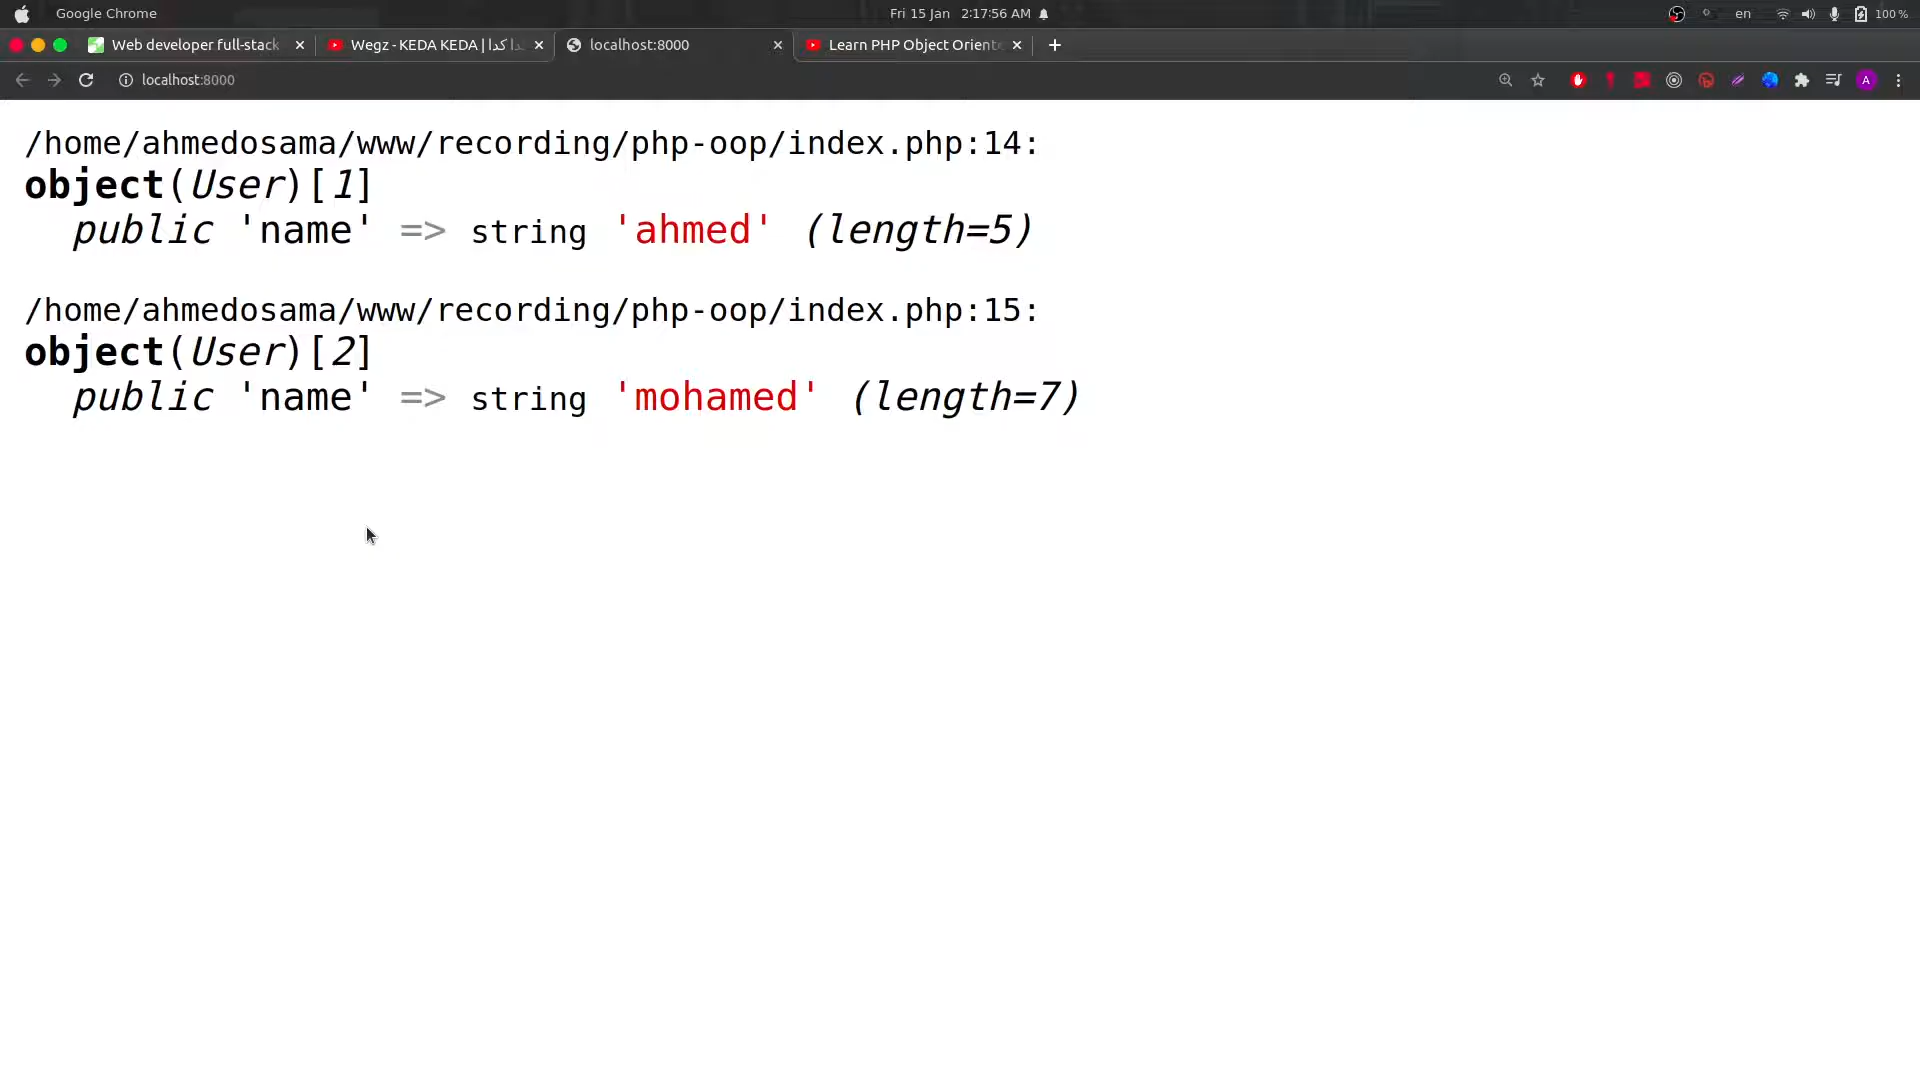 Google Chrome
Fri 15 Jan 2:17:56 AM
en
100 %
Web developer full-stack
Wegz - KEDA KEDA | كدا
localhost:8000
Learn PHP Object Oriente
localhost:8000
A
/home/ahmedosama/www/recording/php-oop/index.php:14:
object(User)[1]
public 'name' => string 'ahmed' (length=5)
/home/ahmedosama/www/recording/php-oop/index.php:15:
object(User)[2]
public 'name' => string 'mohamed' (length=7)